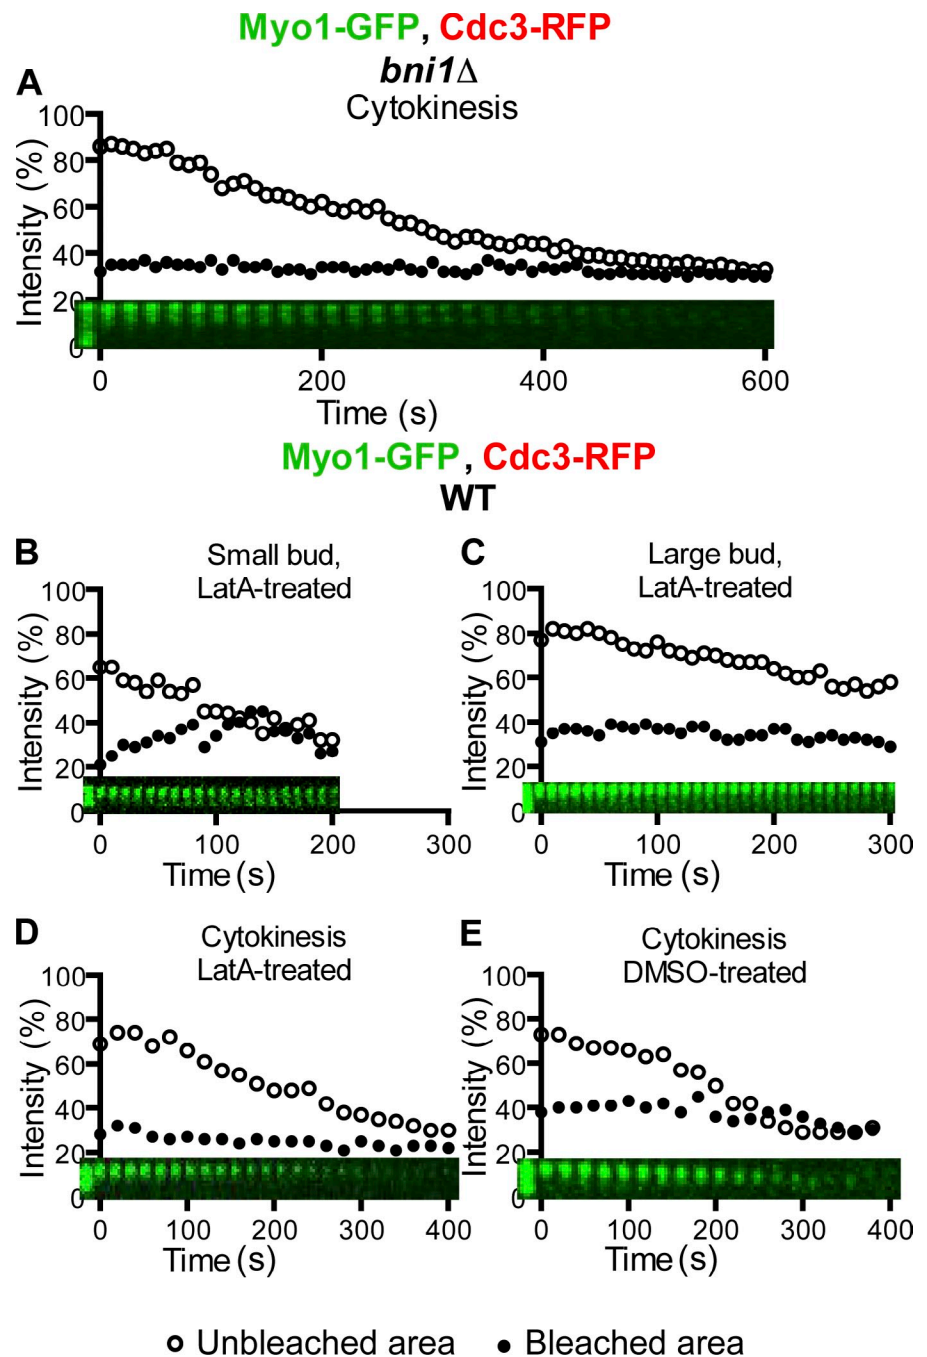 Myo1-GFP, Cdc3-RFP
bni1Δ
A
Cytokinesis
100
80
60
40
20
0
Intensity (%)
0 200 400 600
Time (s)
Myo1-GFP, Cdc3-RFP
WT
B
Small bud,
LatA-treated
100
80
60
40
20
0
Intensity (%)
0 100 200 300
Time (s)
C
Large bud,
LatA-treated
100
80
60
40
20
0
Intensity (%)
0 100 200 300
Time (s)
D
Cytokinesis
LatA-treated
100
80
60
40
20
0
Intensity (%)
0 100 200 300 400
Time (s)
E
Cytokinesis
DMSO-treated
100
80
60
40
20
0
Intensity (%)
0 100 200 300 400
Time (s)
Unbleached area
Bleached area